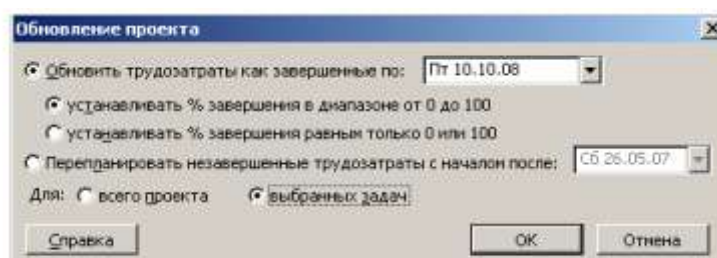 Обновление проекта
Обновить трудозатраты как завершенные по: Пт 10.10.08
устанавливать % завершения в диапазоне от 0 до 100
устанавливать % завершения равным только 0 или 100
Перепланировать незавершенные трудозатраты с началом после: Сб 26.05.07
Для: всего проекта выбранных задач
Справка ОК Отмена